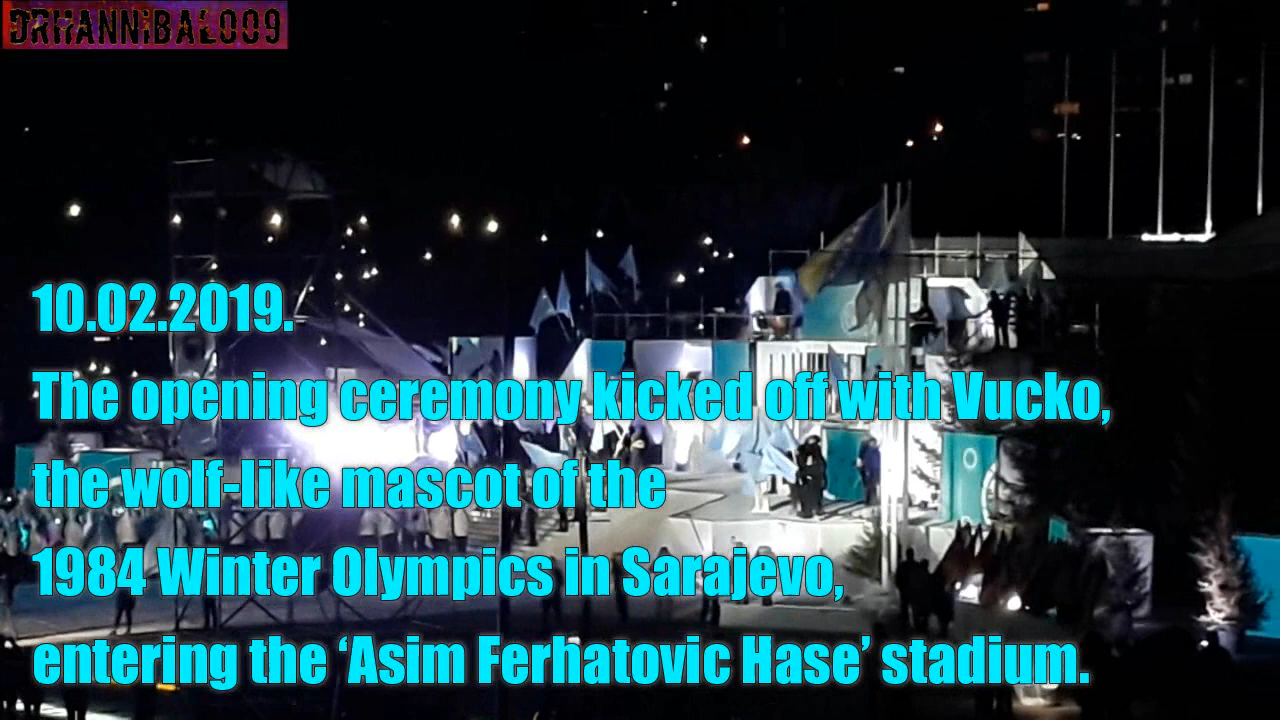 DRHANNiBAL009
10.02.2019.
The opening ceremony kicked off with Vucko,
the wolf-like mascot of the
1984 Winter Olympics in Sarajevo,
entering the ‘Asim Ferhatovic Hase’ stadium.